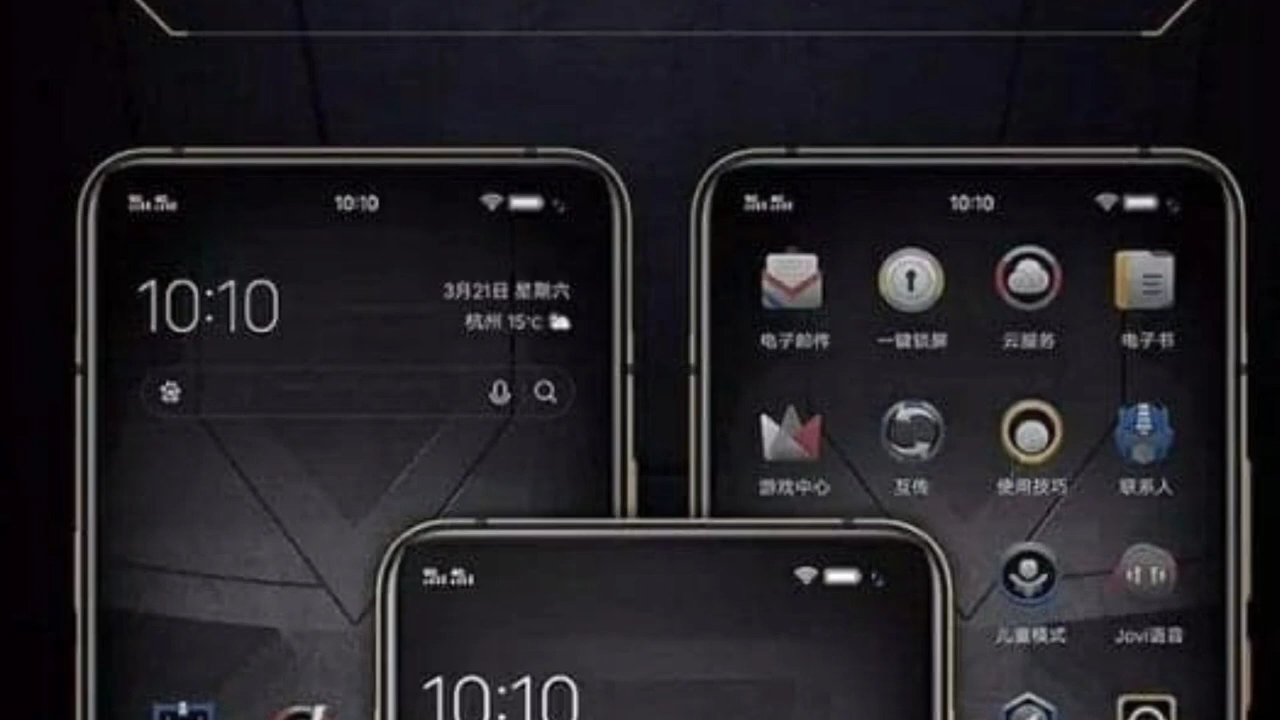 10:10
10:10
3月21日 星期六
杭州 15°C
10:10
电子邮件 一键锁屏 云服务 电子书
游戏中心 互传 使用技巧 联系人
儿童模式 Jovi语音
10:10